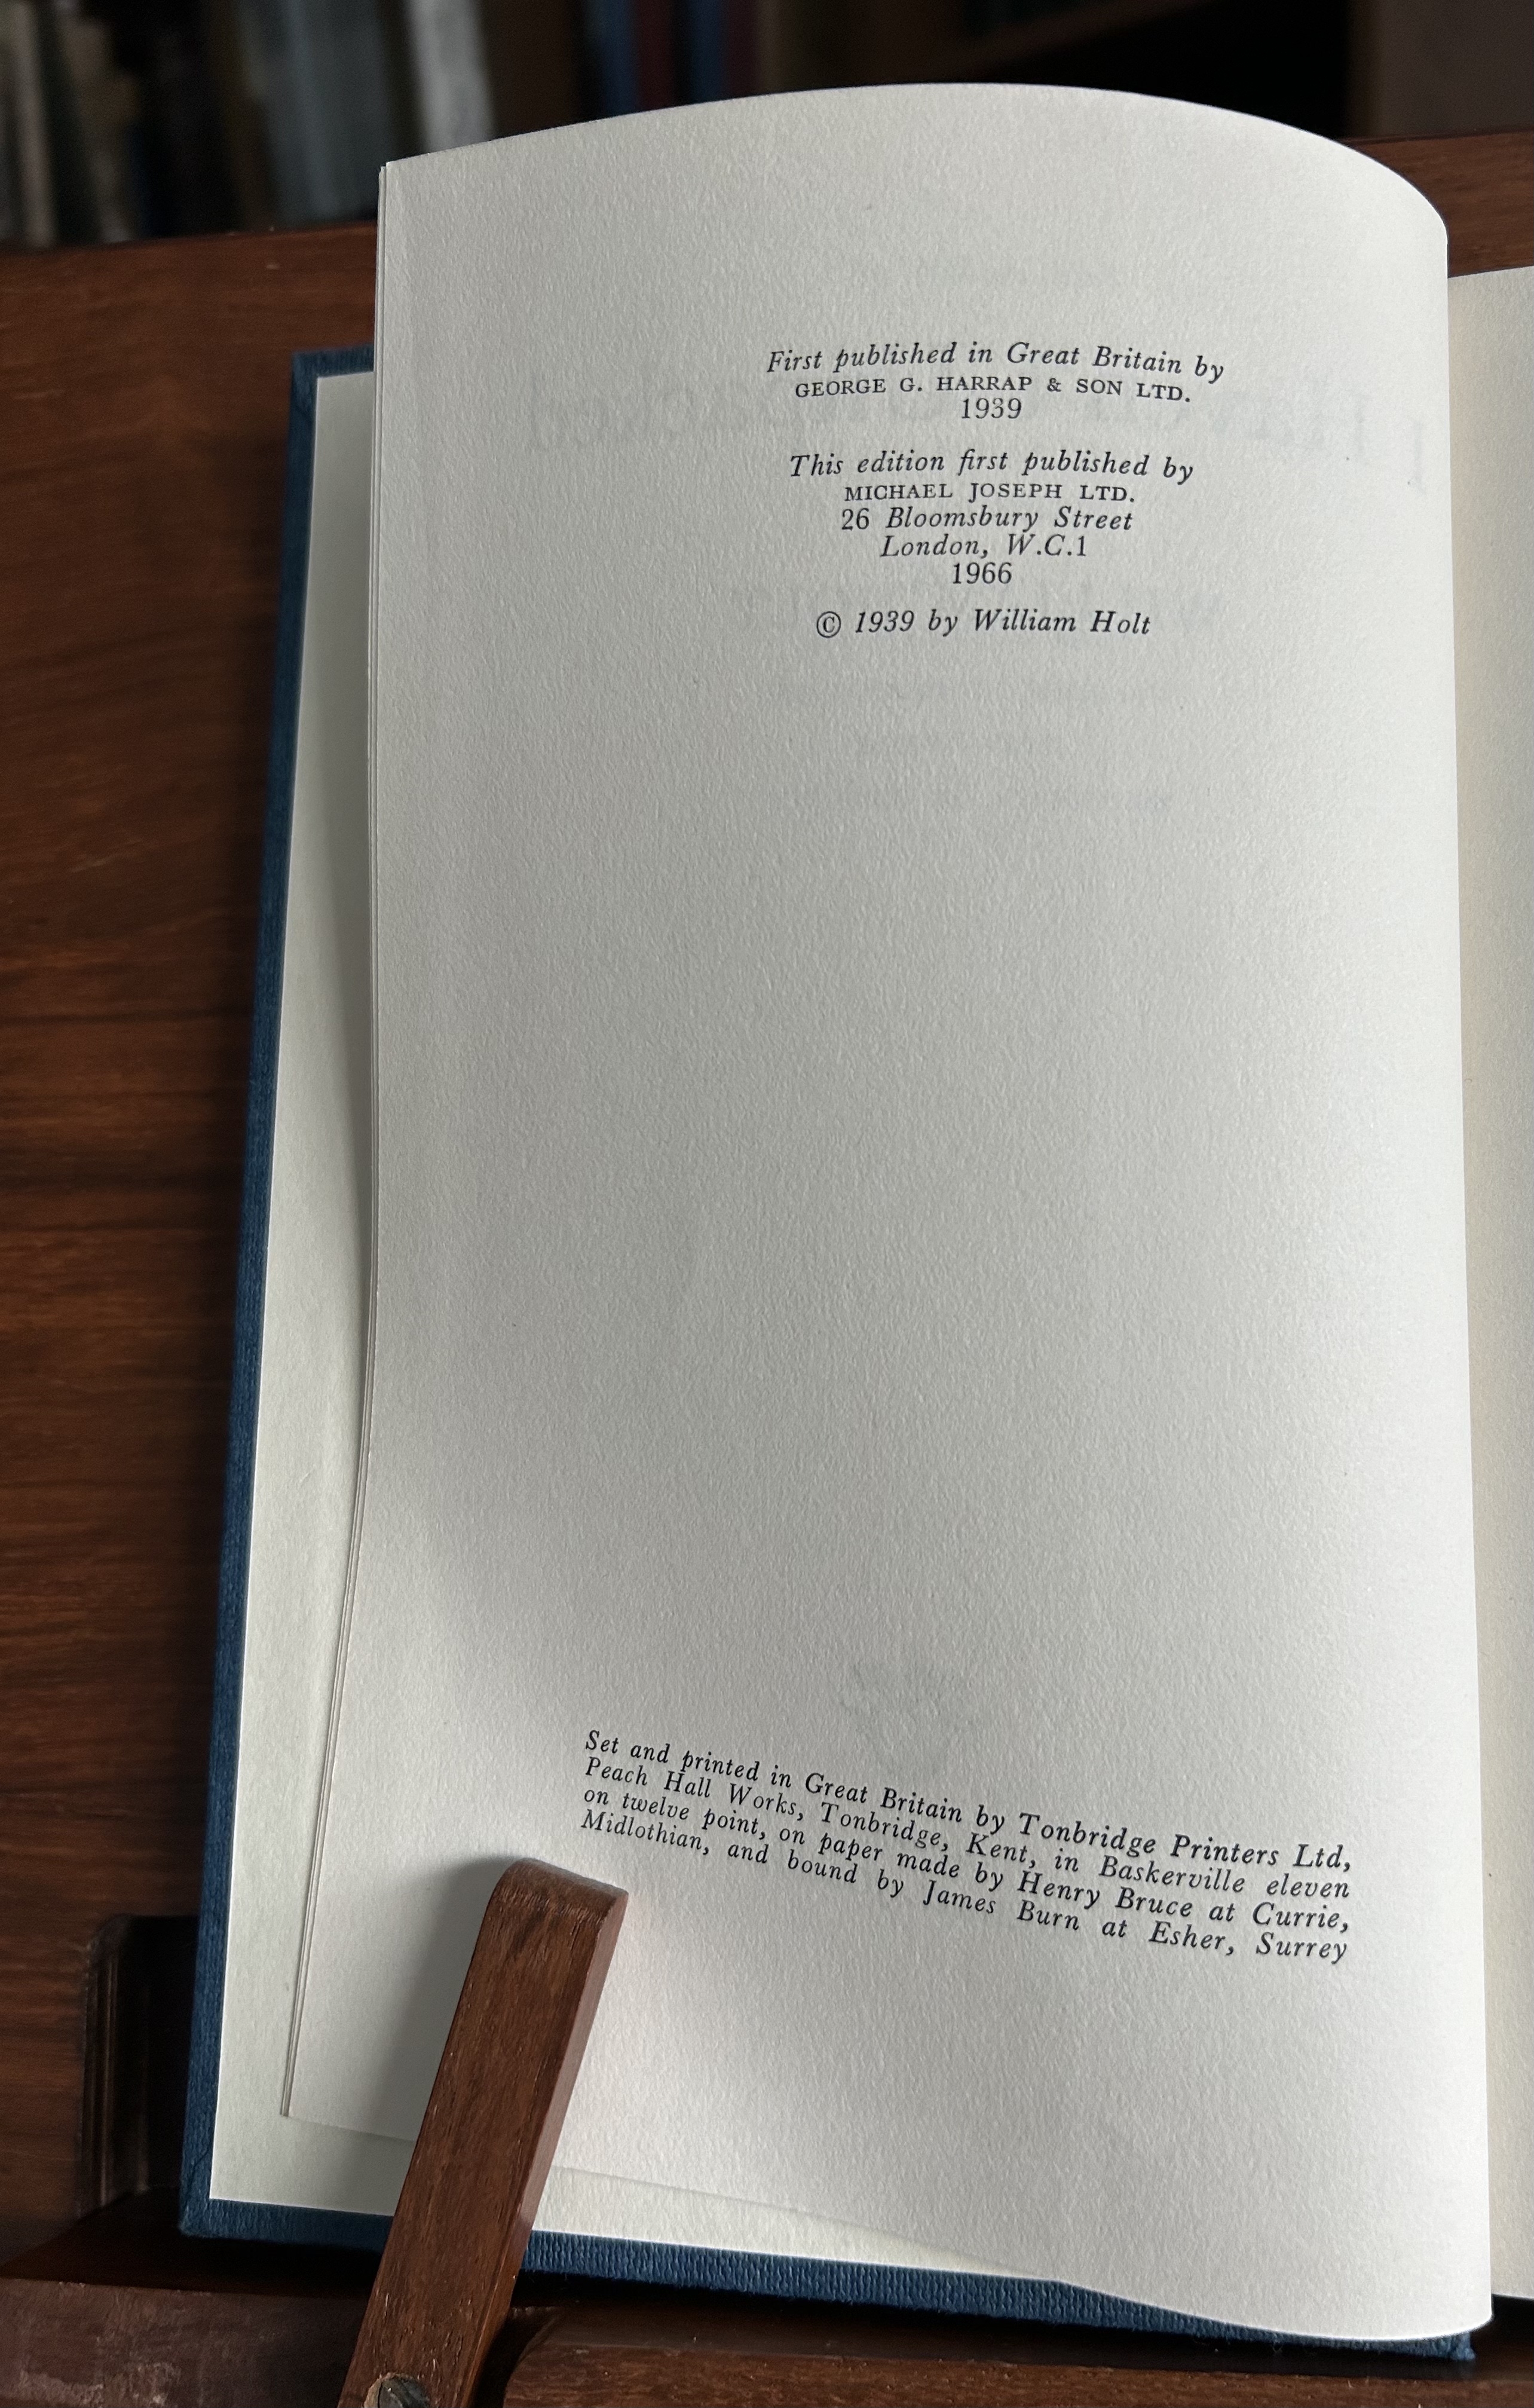 First published in Great Britain by
GEORGE G. HARRAP & SON LTD.
1939
This edition first published by
MICHAEL JOSEPH LTD.
26 Bloomsbury Street
London, W.C.1
1966
© 1939 by William Holt
Set and printed in Great Britain by Tonbridge Printers Ltd,
Peach Hall Works, Tonbridge, Kent, in Baskerville eleven
on twelve point, on paper made by Henry Bruce at Currie,
Midlothian, and bound by James Burn at Esher, Surrey